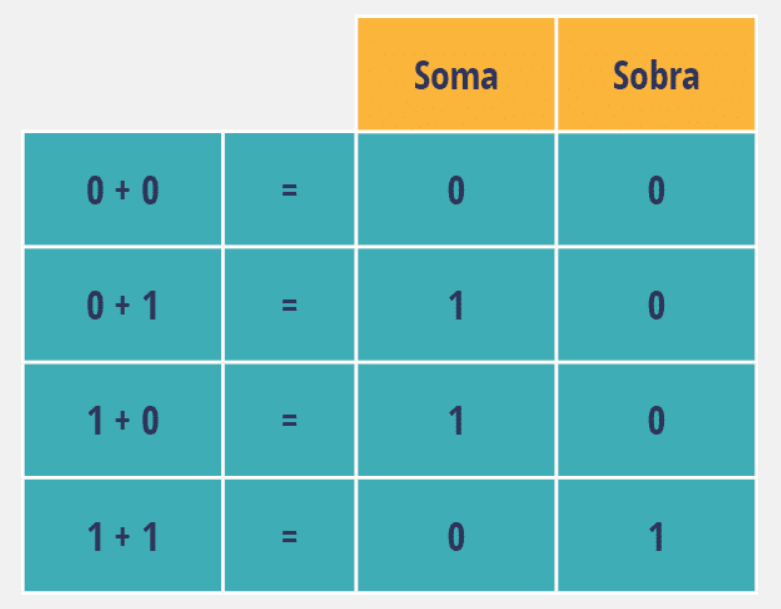 Soma Sobra
0 + 0 = 0 0
0 + 1 = 1 0
1 + 0 = 1 0
1 + 1 = 0 1